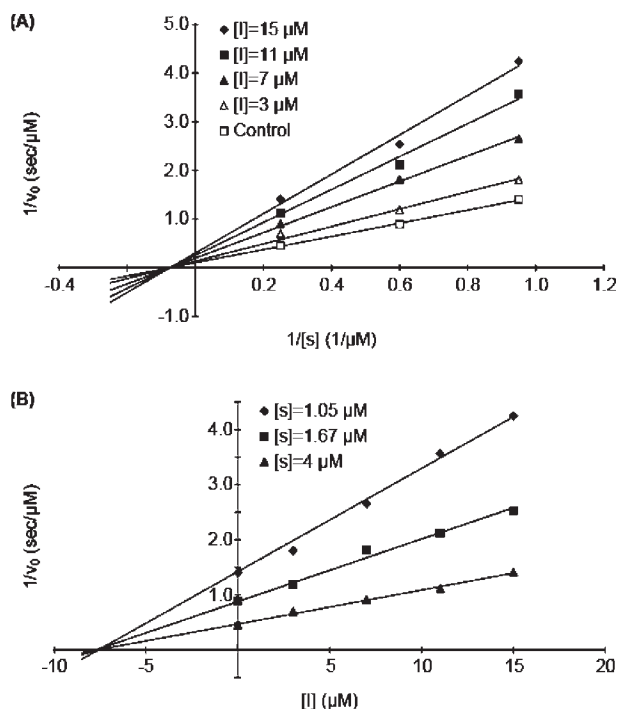 (A)
5.0
4.0
3.0
2.0
1.0
-1.0
1/v₀ (sec/µM)
[I]=15 µM
[I]=11 µM
[I]=7 µM
[I]=3 µM
Control
-0.4 -0.2 0.2 0.4 0.6 0.8 1.0 1.2
1/[s] (1/µM)
(B)
4.0
3.0
2.0
1.0
1/v₀ (sec/µM)
[s]=1.05 µM
[s]=1.67 µM
[s]=4 µM
-10 -5 0 5 10 15 20
[I] (µM)